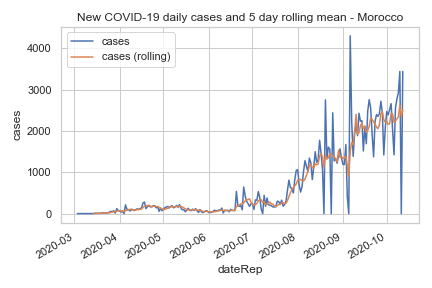 New COVID-19 daily cases and 5 day rolling mean - Morocco
cases
cases (rolling)
4000
3000
2000
1000
0
cases
2020-03
2020-04
2020-05
2020-06
2020-07
2020-08
2020-09
2020-10
dateRep